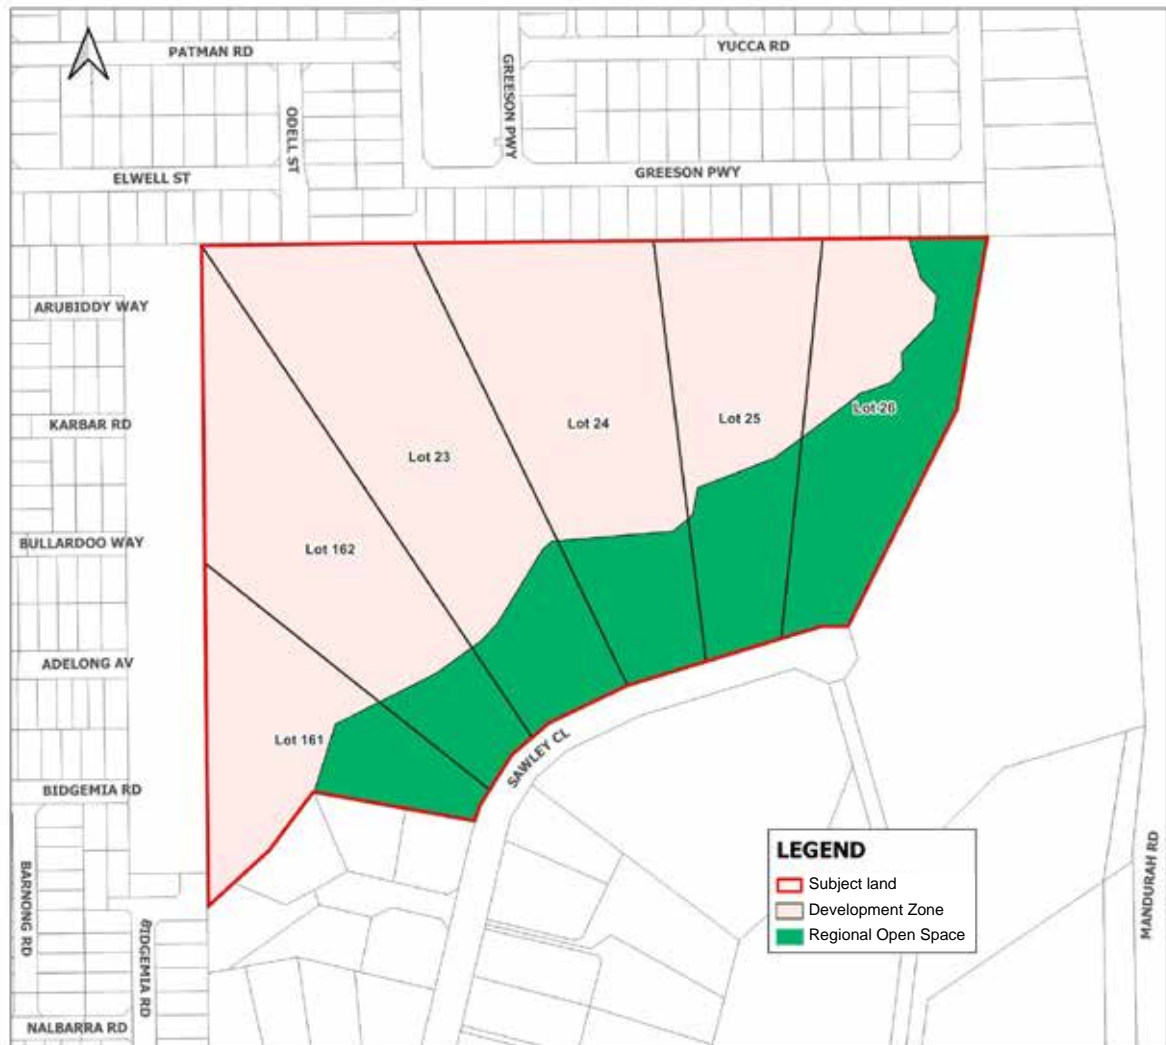 PATMAN RD
YUCCA RD
GREESON PWY
ODELL ST
ELWELL ST
GREESON PWY
ARUBIDDY WAY
KARBAR RD
BULLARDOO WAY
ADELONG AV
BIDGEMIA RD
BARNONG RD
BIDGEMIA RD
NALBARRA RD
Lot 26
Lot 25
Lot 24
Lot 23
Lot 162
Lot 161
SAWLEY CL
MANDURAH RD
LEGEND
Subject land
Development Zone
Regional Open Space